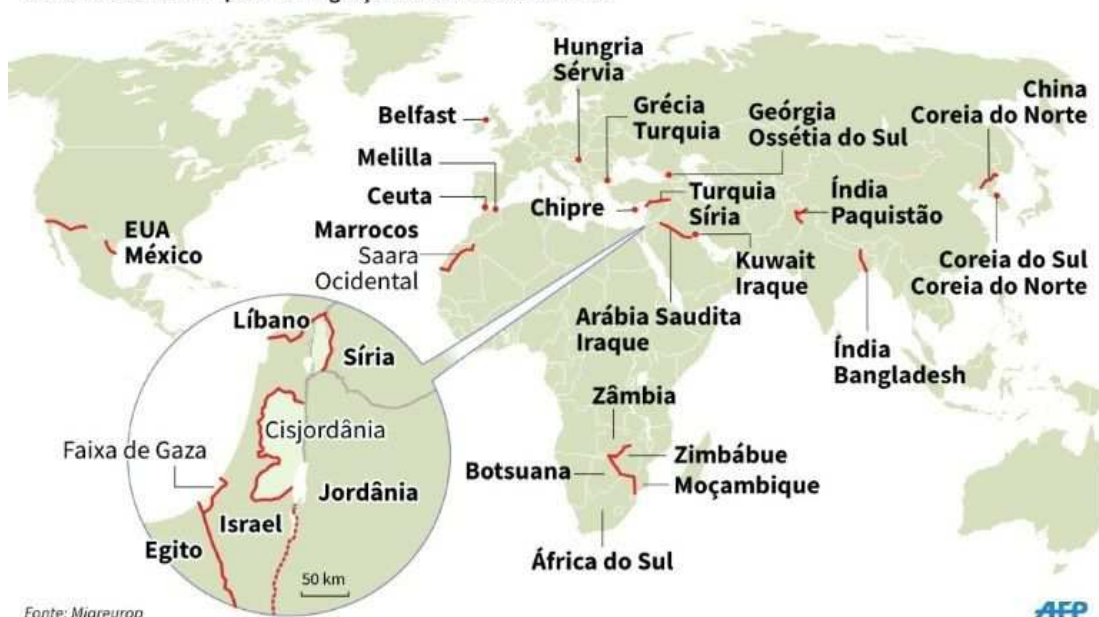 Hungria
Sérvia
China
Coreia do Norte
Belfast
Grécia
Turquia
Geórgia
Ossétia do Sul
Melilla
Ceuta
Chipre
Turquia
Síria
Índia
Paquistão
EUA
México
Marrocos
Saara
Ocidental
Kuwait
Iraque
Coreia do Sul
Coreia do Norte
Arábia Saudita
Iraque
Índia
Bangladesh
Líbano
Síria
Cisjordânia
Faixa de Gaza
Jordânia
Israel
Egito
50 km
Zâmbia
Zimbábue
Botsuana
Moçambique
África do Sul
Fonte: Migreurop
AFP